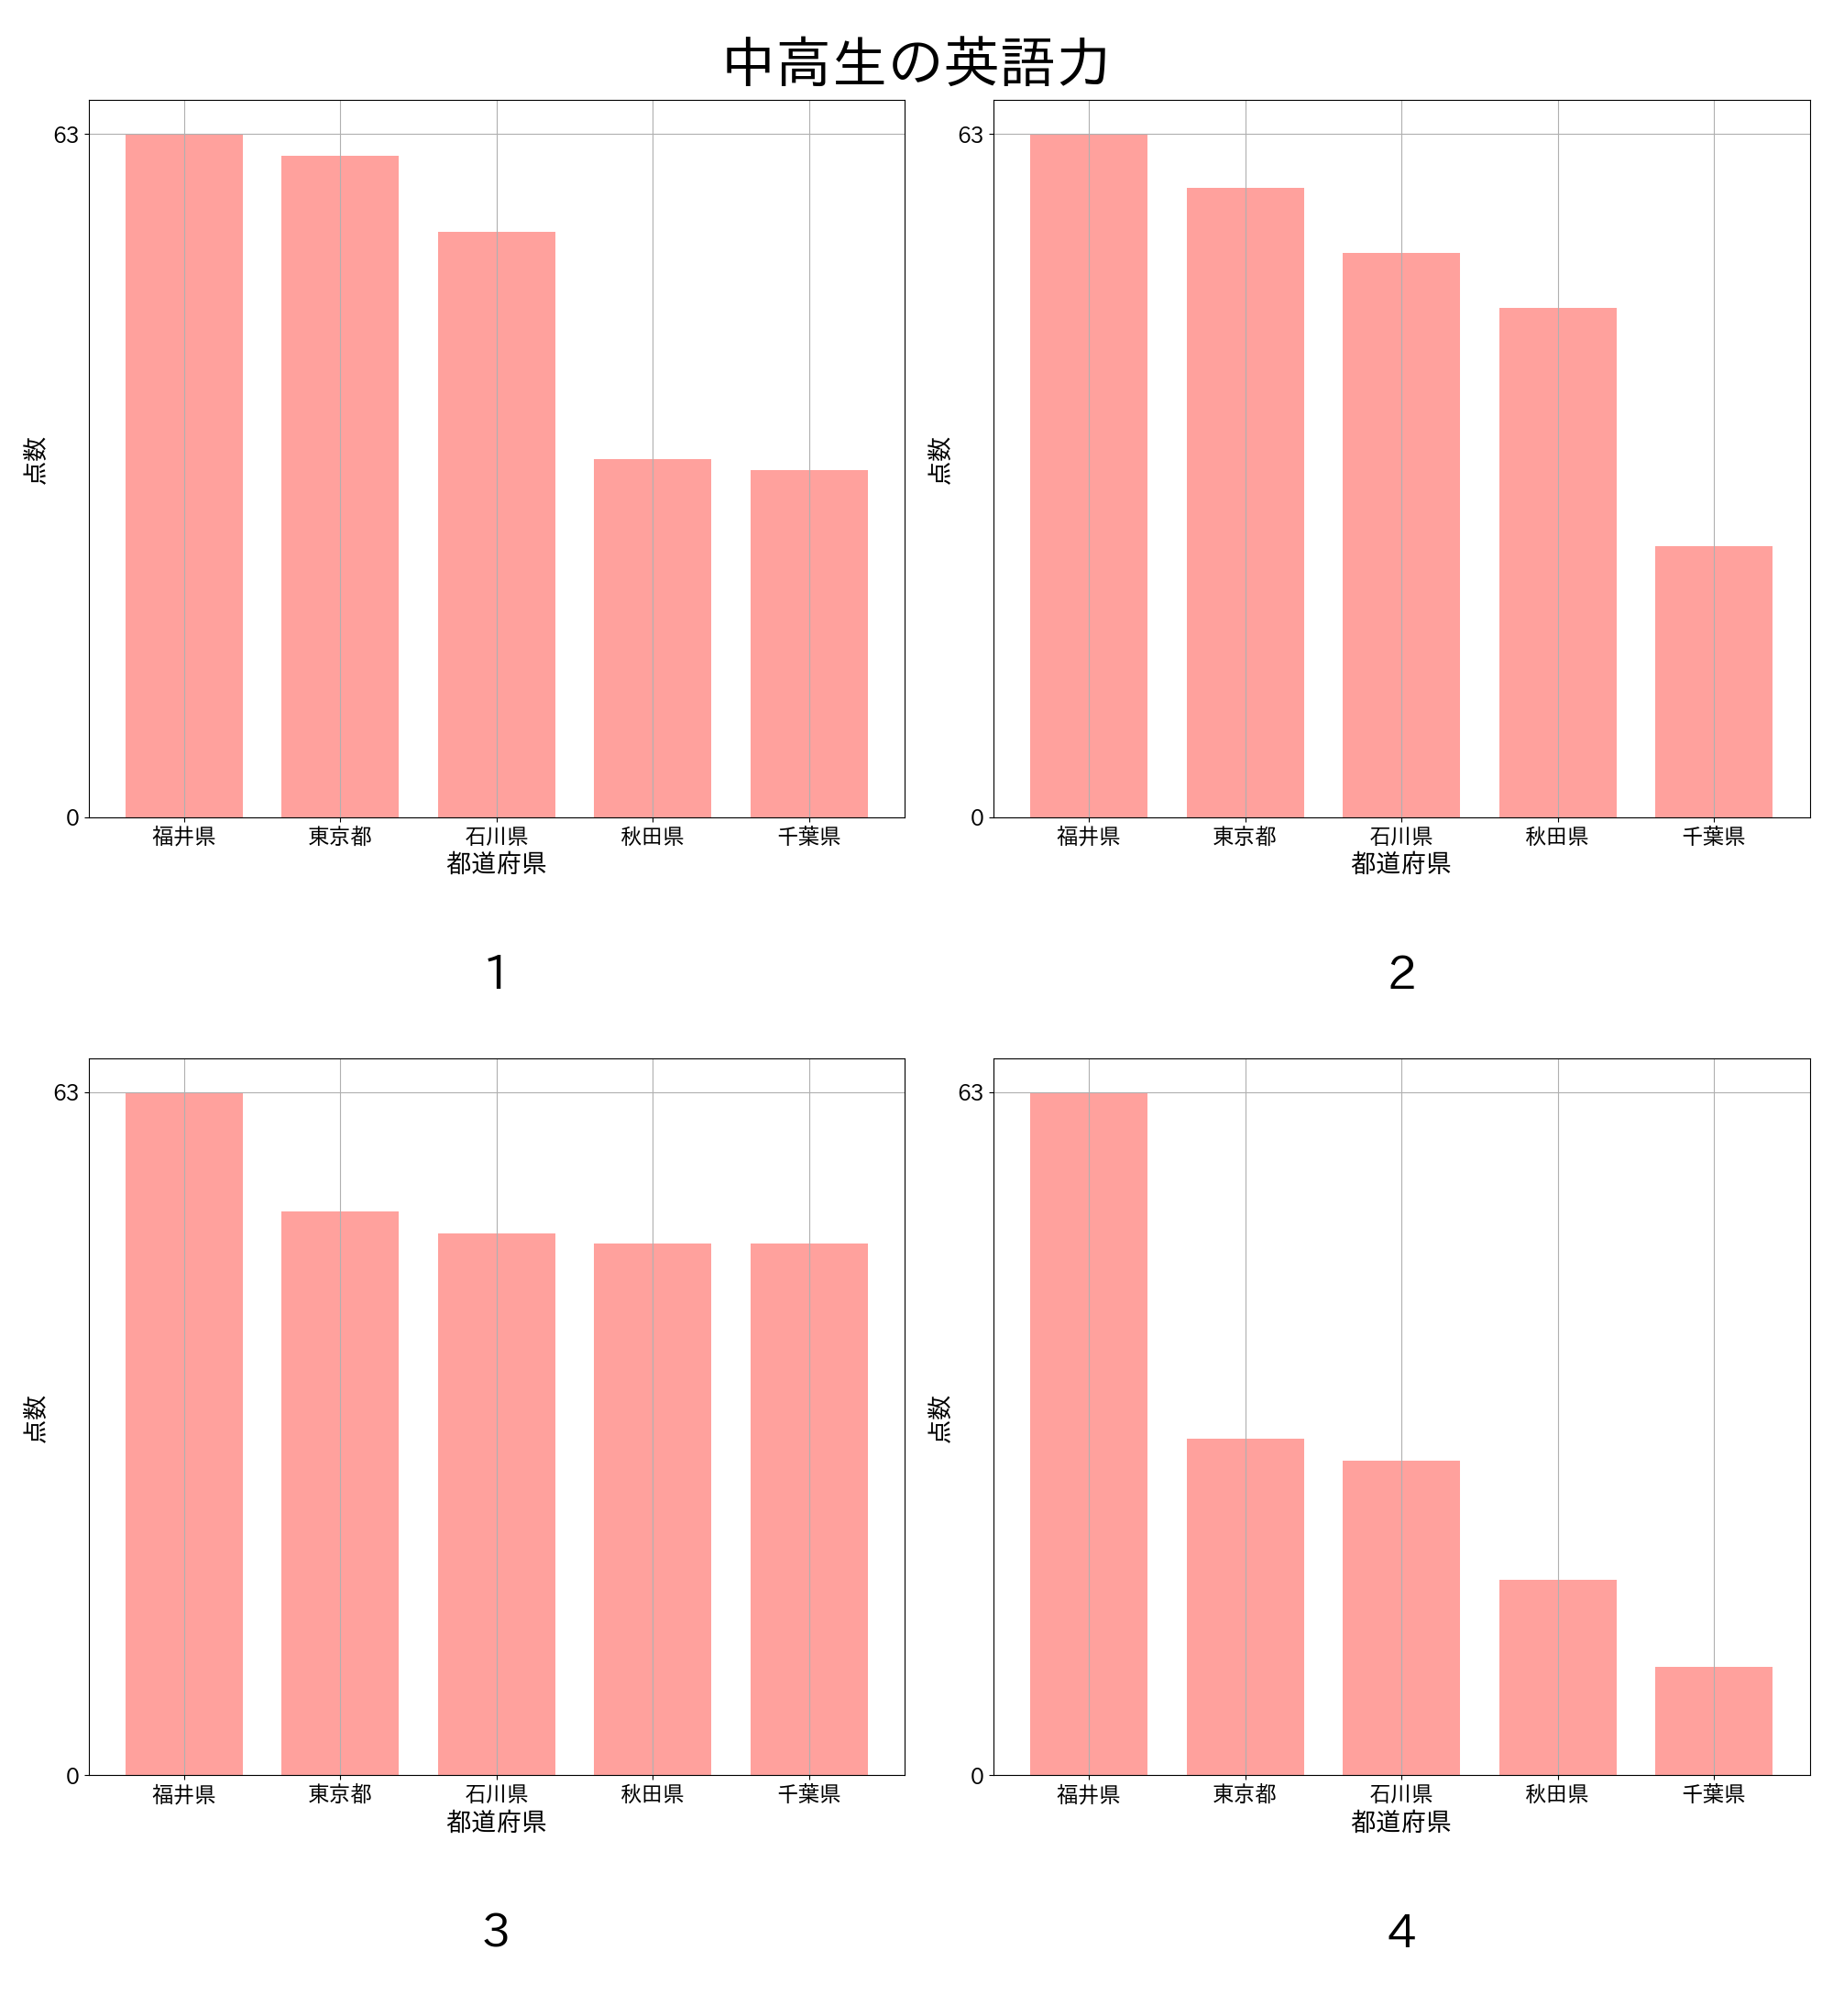 中高生の英語力
63
点数
0
福井県 東京都 石川県 秋田県 千葉県
都道府県
1
63
点数
0
福井県 東京都 石川県 秋田県 千葉県
都道府県
2
63
点数
0
福井県 東京都 石川県 秋田県 千葉県
都道府県
3
63
点数
0
福井県 東京都 石川県 秋田県 千葉県
都道府県
4